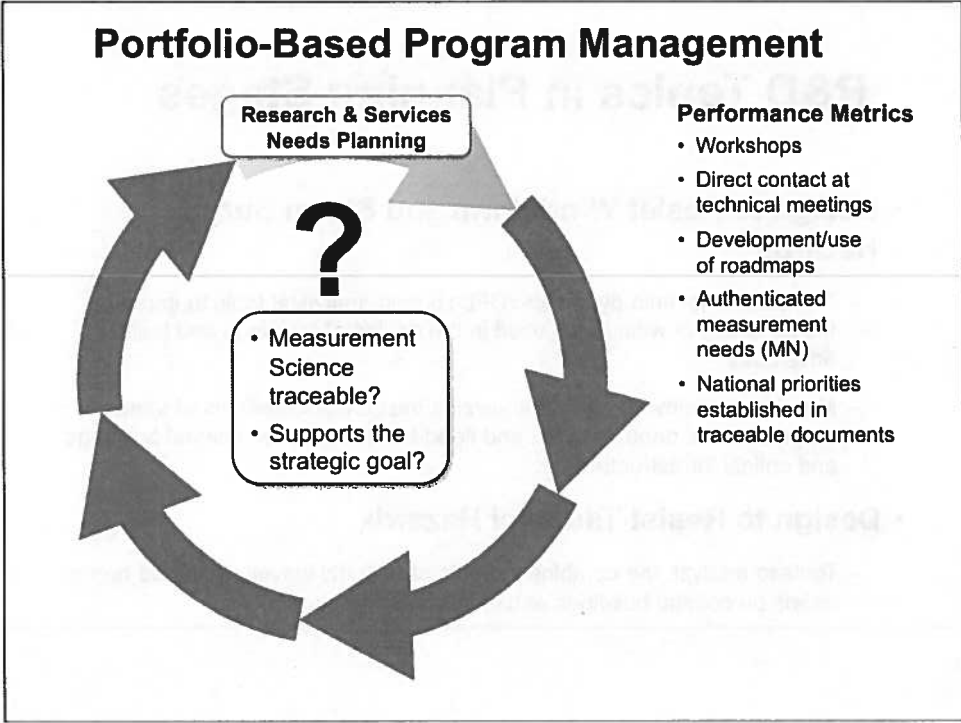 Portfolio-Based Program Management
Research & Services
Needs Planning
?
• Measurement
Science
traceable?
• Supports the
strategic goal?
Performance Metrics
• Workshops
• Direct contact at
technical meetings
• Development/use
of roadmaps
• Authenticated
measurement
needs (MN)
• National priorities
established in
traceable documents